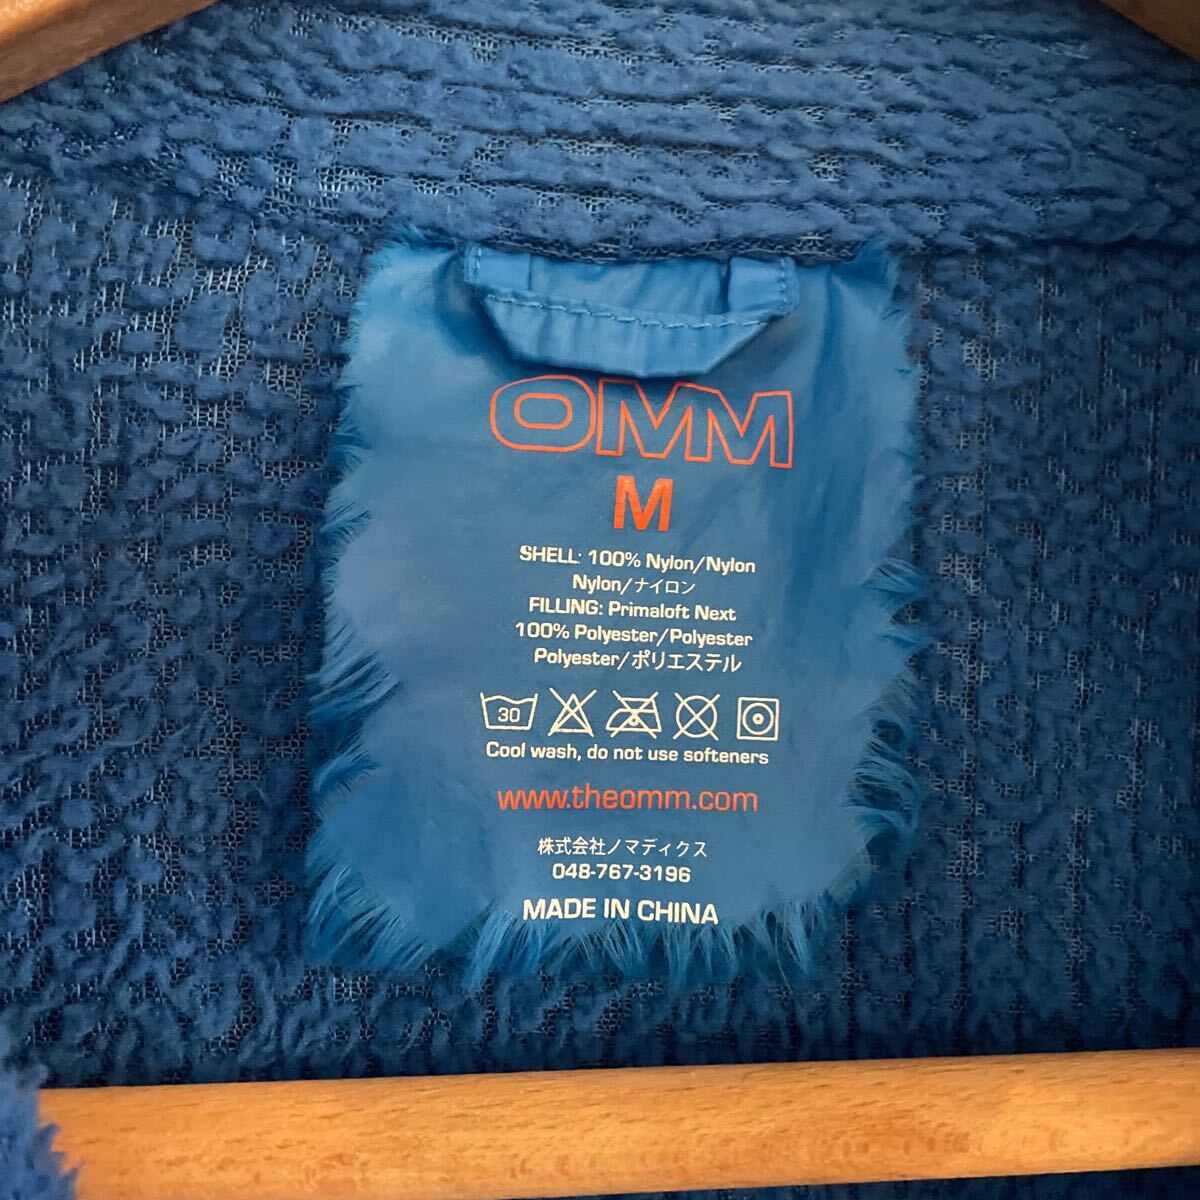 OMM
M
SHELL: 100% Nylon/Nylon
Nylon/ナイロン
FILLING: Primaloft Next
100% Polyester/Polyester
Polyester/ポリエステル
30
Cool wash, do not use softeners
www.theomm.com
株式会社ノマディクス
048-767-3196
MADE IN CHINA